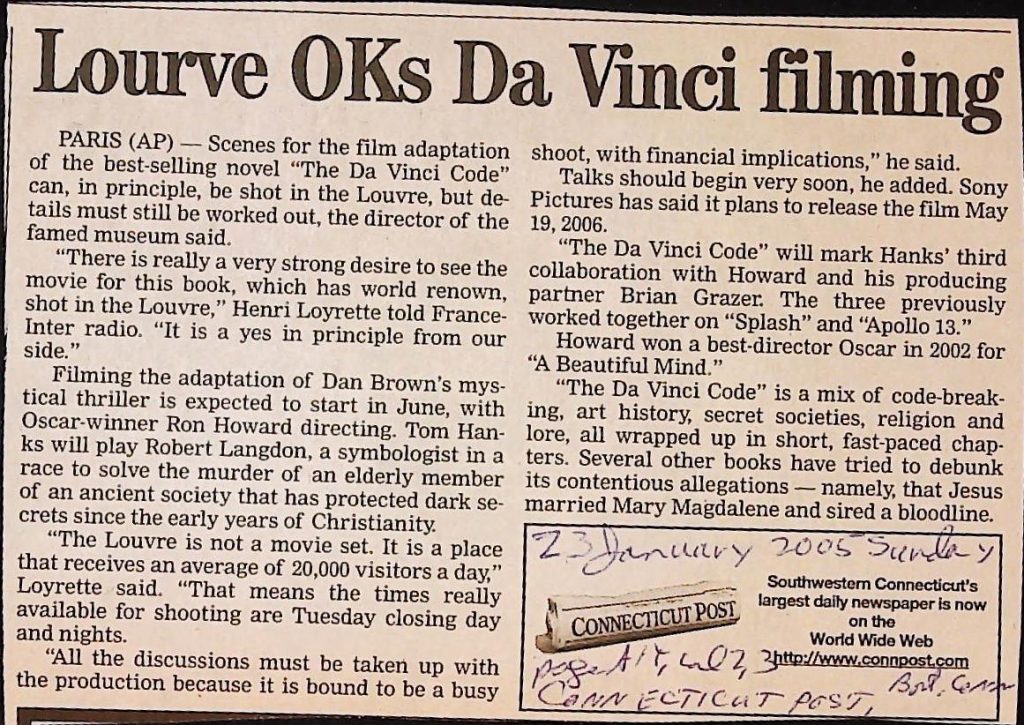 Lourve OKs Da Vinci filming
PARIS (AP) — Scenes for the film adaptation
of the best-selling novel “The Da Vinci Code”
can, in principle, be shot in the Louvre, but de-
tails must still be worked out, the director of the
famed museum said.
“There is really a very strong desire to see the
movie for this book, which has world renown,
shot in the Louvre,” Henri Loyrette told France-
Inter radio. “It is a yes in principle from our
side.”
Filming the adaptation of Dan Brown’s mys-
tical thriller is expected to start in June, with
Oscar-winner Ron Howard directing. Tom Han-
ks will play Robert Langdon, a symbologist in a
race to solve the murder of an elderly member
of an ancient society that has protected dark se-
crets since the early years of Christianity.
“The Louvre is not a movie set. It is a place
that receives an average of 20,000 visitors a day,”
Loyrette said. “That means the times really
available for shooting are Tuesday closing day
and nights.
“All the discussions must be taken up with
the production because it is bound to be a busy
shoot, with financial implications,” he said.
Talks should begin very soon, he added. Sony
Pictures has said it plans to release the film May
19, 2006.
“The Da Vinci Code” will mark Hanks’ third
collaboration with Howard and his producing
partner Brian Grazer. The three previously
worked together on “Splash” and “Apollo 13.”
Howard won a best-director Oscar in 2002 for
“A Beautiful Mind.”
“The Da Vinci Code” is a mix of code-break-
ing, art history, secret societies, religion and
lore, all wrapped up in short, fast-paced chap-
ters. Several other books have tried to debunk
its contentious allegations — namely, that Jesus
married Mary Magdalene and sired a bloodline.
23 January 2005 Sunday
CONNECTICUT POST
Southwestern Connecticut’s
largest daily newspaper is now
on the
World Wide Web
http://www.connpost.com
page
CONNECTICUT POST,
Conn